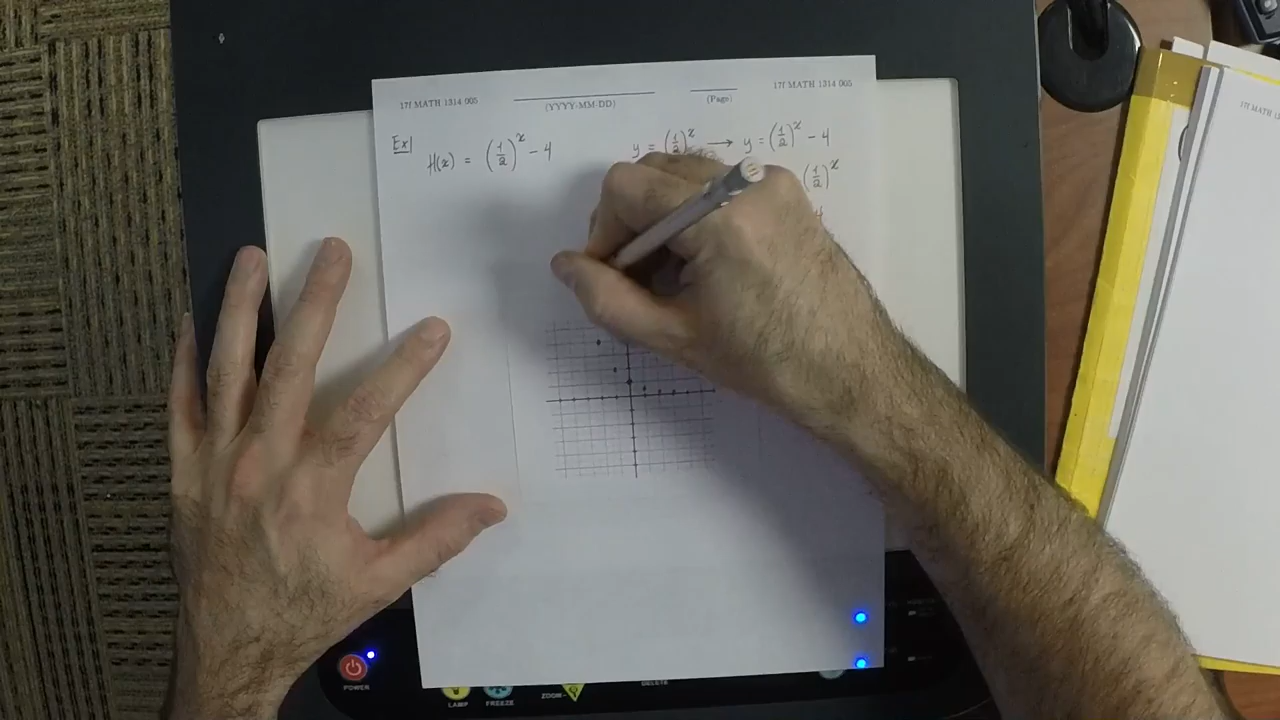 17f MATH 1314 005 (YYYY-MM-DD) (Page) 17f MATH 1314 005
Ex1 H(x) = (1/2)^x - 4 y = (1/2)^x → y = (1/2)^x - 4
(1/2)^x
POWER
LAMP FREEZE ZOOM DELETE